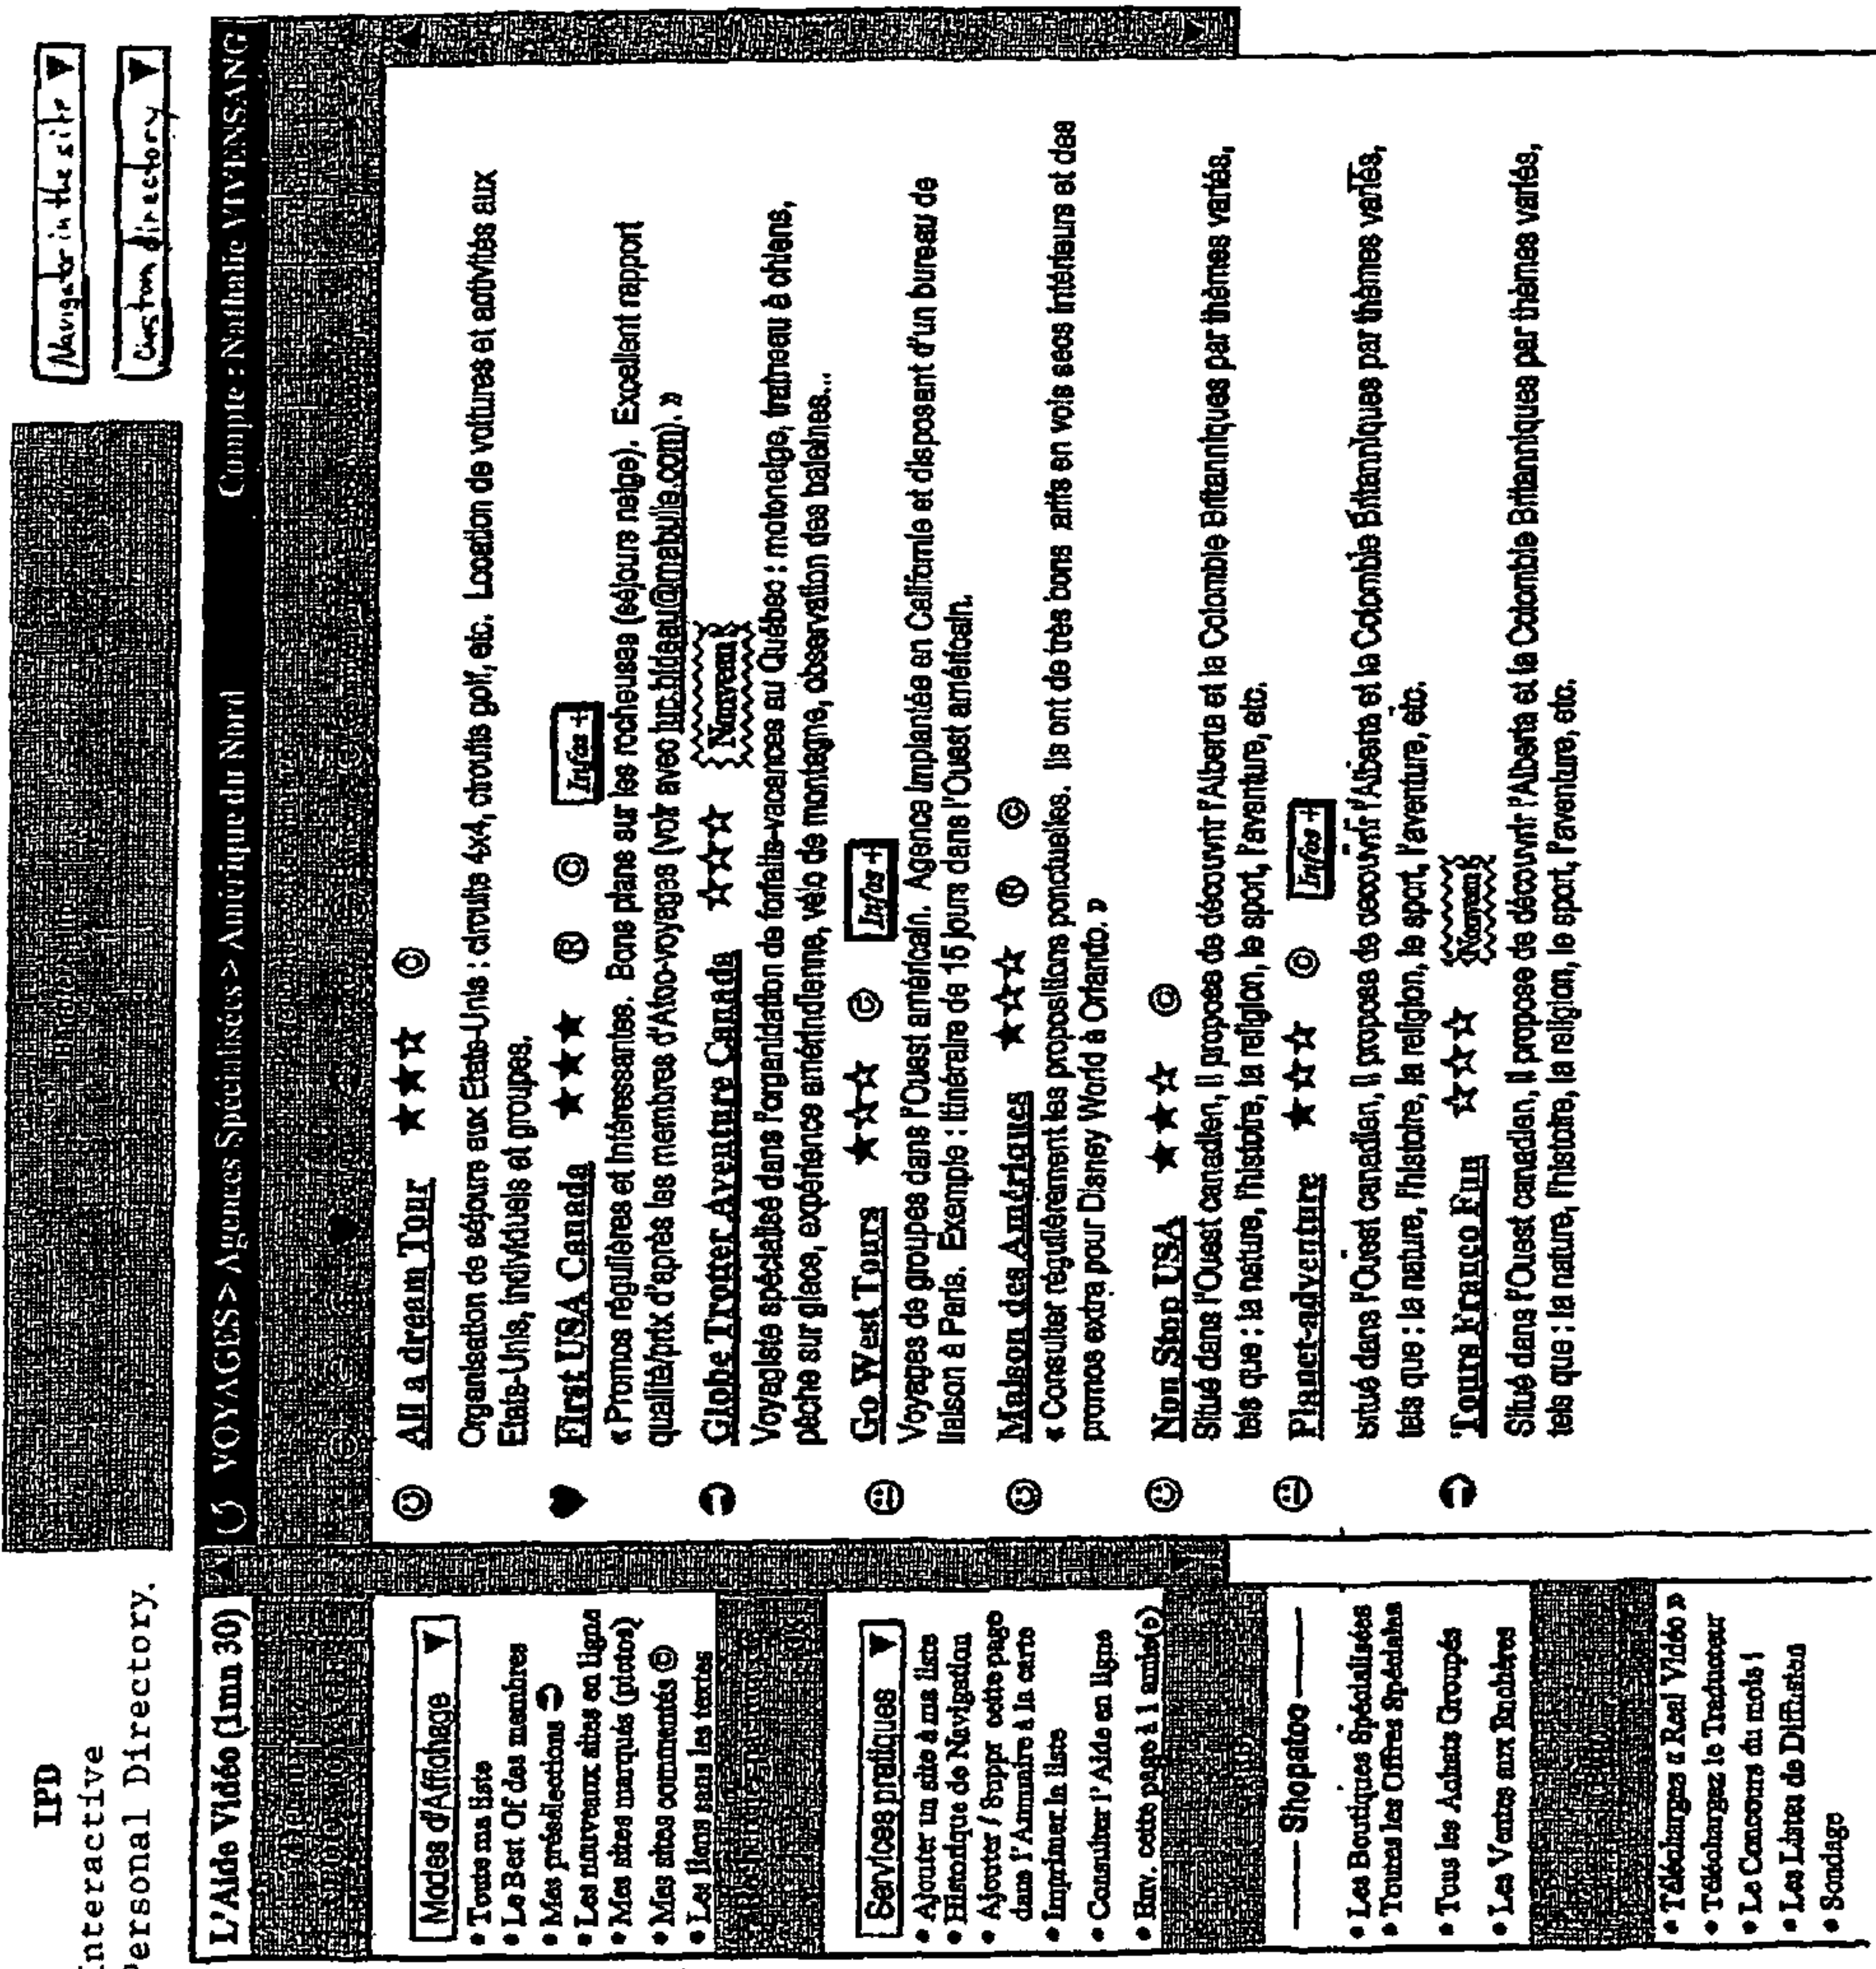 IPD
Interactive
Personal Directory.
Navigator in the site ▼
Custom directory ▼
L'Aide Vidéo (1mn 30)
VOYAGES > Agences Spécialisées > Amérique du Nord
Compte : Nathalie VIVENSANG
Modes d'Affichage ▼
• Toute ma liste
• Le Best Of des membres
• Mes présélections
• Les nouveaux sites en ligne
• Mes sites marqués (pictos)
• Mes sites commentés ©
• Les liens sans les textes
Services pratiques ▼
• Ajouter un site à ma liste
• Historique de Navigation
• Ajouter / Suppr cette page
dans l'Annuaire à la carte
• Imprimer la liste
• Consulter l'Aide en ligne
• Env. cette page à 1 ami(e)
Shopatoo
• Les Boutiques Spécialisées
• Toutes les Offres Spéciales
• Tous les Achats Groupés
• Les Ventes aux Enchères
• Téléchargez « Real Vidéo »
• Téléchargez le Traducteur
• Le Concours du mois !
• Les Listes de Diffusion
• Sondage
All a dream Tour ★★☆ ©
Organisation de séjours aux Etats-Unis : circuits 4x4, circuits golf, etc. Location de voitures et activités aux
Etats-Unis, individuels et groupes.
First USA Canada ★★★ ® © Infos +
« Promos régulières et intéressantes. Bons plans sur les rocheuses (séjours neige). Excellent rapport
qualité/prix d'après les membres d'Atoo-voyages (voir avec luc.bideau@mabulle.com). »
Globe Trotter Aventure Canada ☆☆☆ Nouveau
Voyagiste spécialisé dans l'organidation de forfaits-vacances au Québec : motoneige, traîneau à chiens,
pêche sur glace, expérience amérindienne, vélo de montagne, observation des baleines...
Go West Tours ★☆☆ © Infos +
Voyages de groupes dans l'Ouest américain. Agence implantée en Californie et disposent d'un bureau de
liaison à Paris. Exemple : Itinéraire de 15 jours dans l'Ouest américain.
Maison des Amériques ★☆☆ ® ©
« Consulter régulièrement les propositions ponctuelles. Ils ont de très bons arifs en vols secs intérieurs et des
promos extra pour Disney World à Orlando. »
Non Stop USA ★★☆ ©
Situé dans l'Ouest canadien, il propose de découvrir l'Alberta et la Colombie Britanniques par thèmes variés,
tels que : la nature, l'histoire, la religion, le sport, l'aventure, etc.
Planet-adventure ★☆☆ © Infos +
Situé dans l'Ouest canadien, il propose de découvrir l'Alberta et la Colombie Britanniques par thèmes variés,
tels que : la nature, l'histoire, la religion, le sport, l'aventure, etc.
Tours Franco Fun ☆☆☆ Nouveau
Situé dans l'Ouest canadien, il propose de découvrir l'Alberta et la Colombie Britanniques par thèmes variés,
tels que : la nature, l'histoire, la religion, le sport, l'aventure, etc.